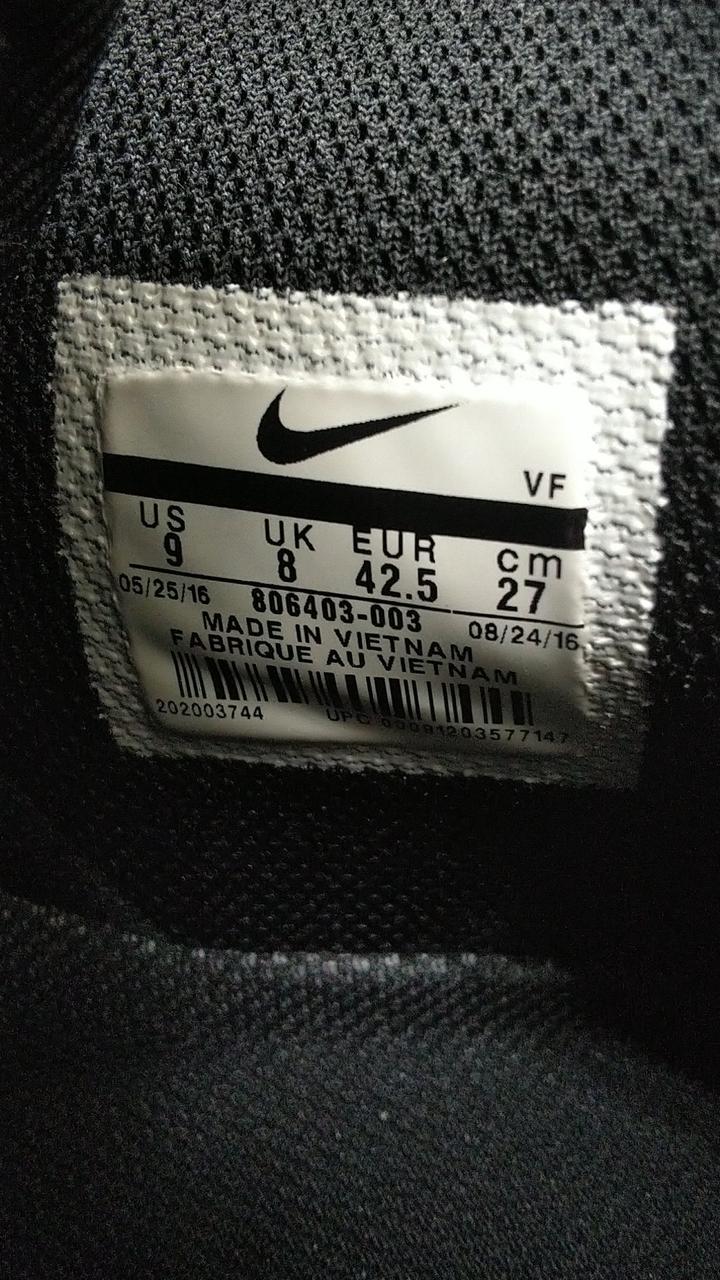 VF
US UK EUR cm
9 8 42.5 27
05/25/16 806403-003 08/24/16
MADE IN VIETNAM
FABRIQUE AU VIETNAM
202003744 UPC 00091203577147